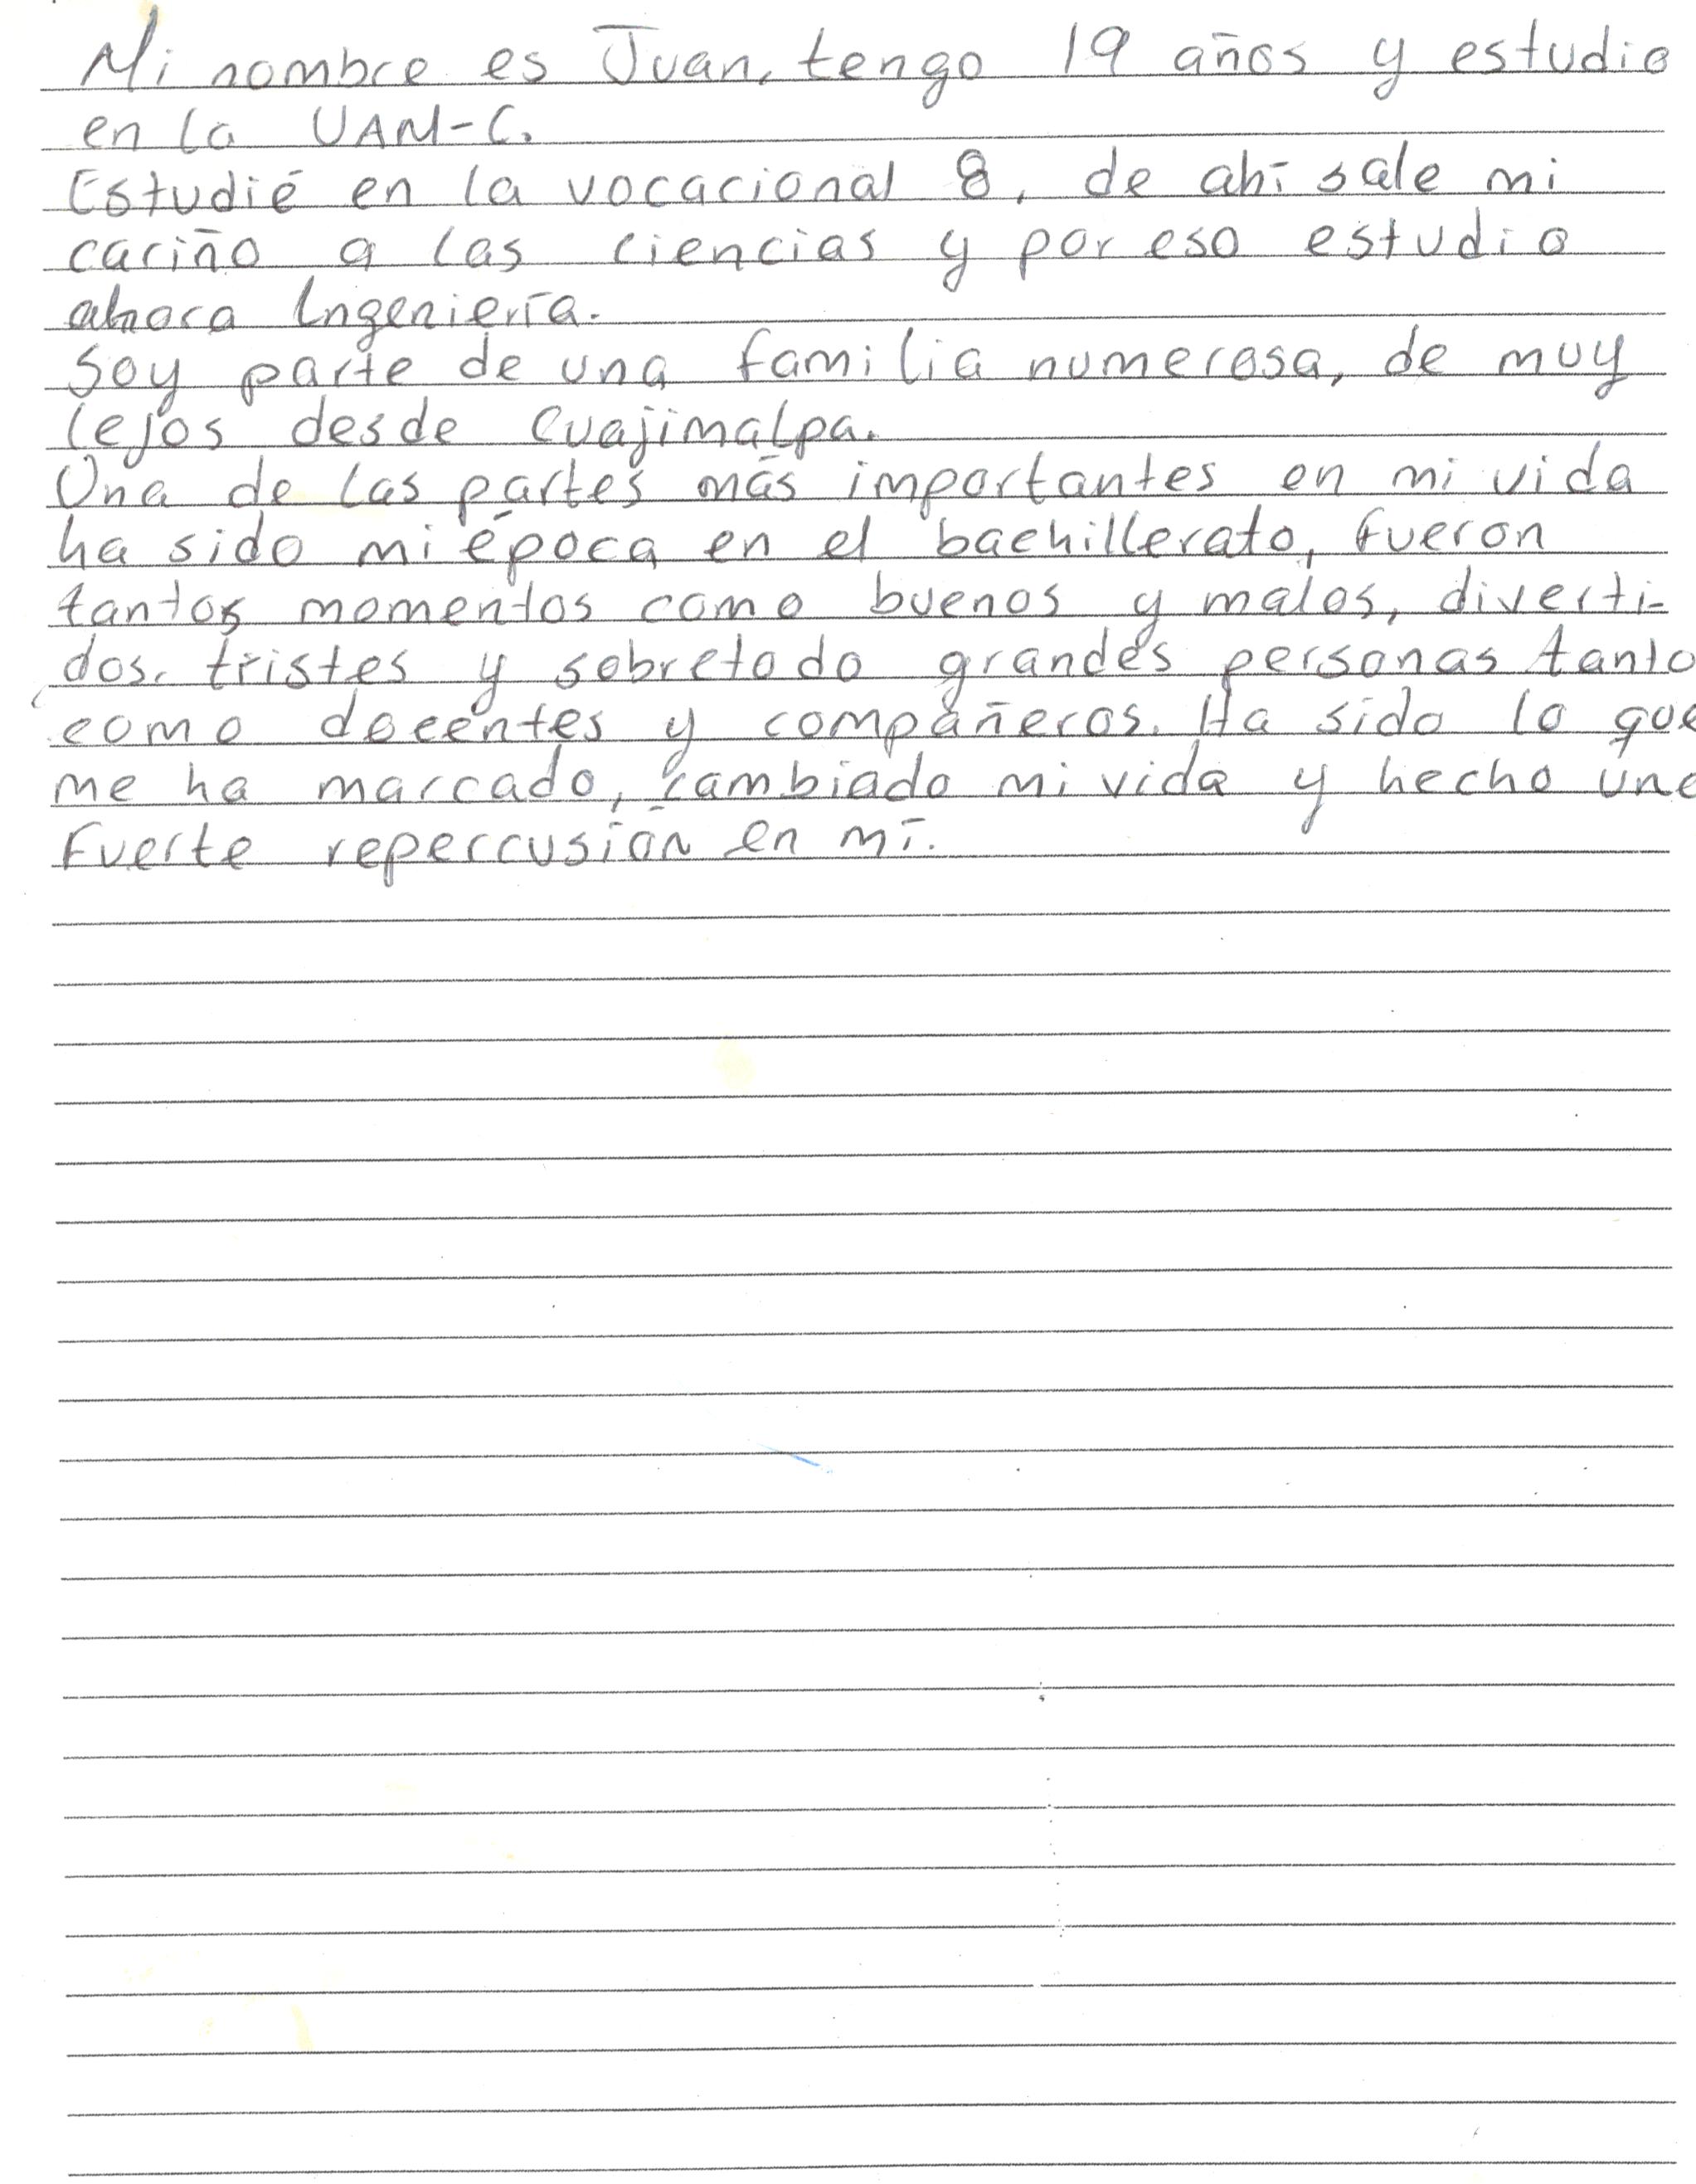 Mi nombre es Juan, tengo 19 años y estudio
en la UAM-C.
Estudié en la vocacional 8, de ahí sale mi
cariño a las ciencias y por eso estudio
ahora Ingeniería.
Soy parte de una familia numerosa, de muy
lejos desde Cuajimalpa.
Una de las partes más importantes en mi vida
ha sido mi época en el bachillerato, fueron
tantos momentos como buenos y malos, diverti-
dos, tristes y sobretodo grandes personas tanto
como docentes y compañeros. Ha sido lo que
me ha marcado, cambiado mi vida y hecho una
fuerte repercusión en mí.